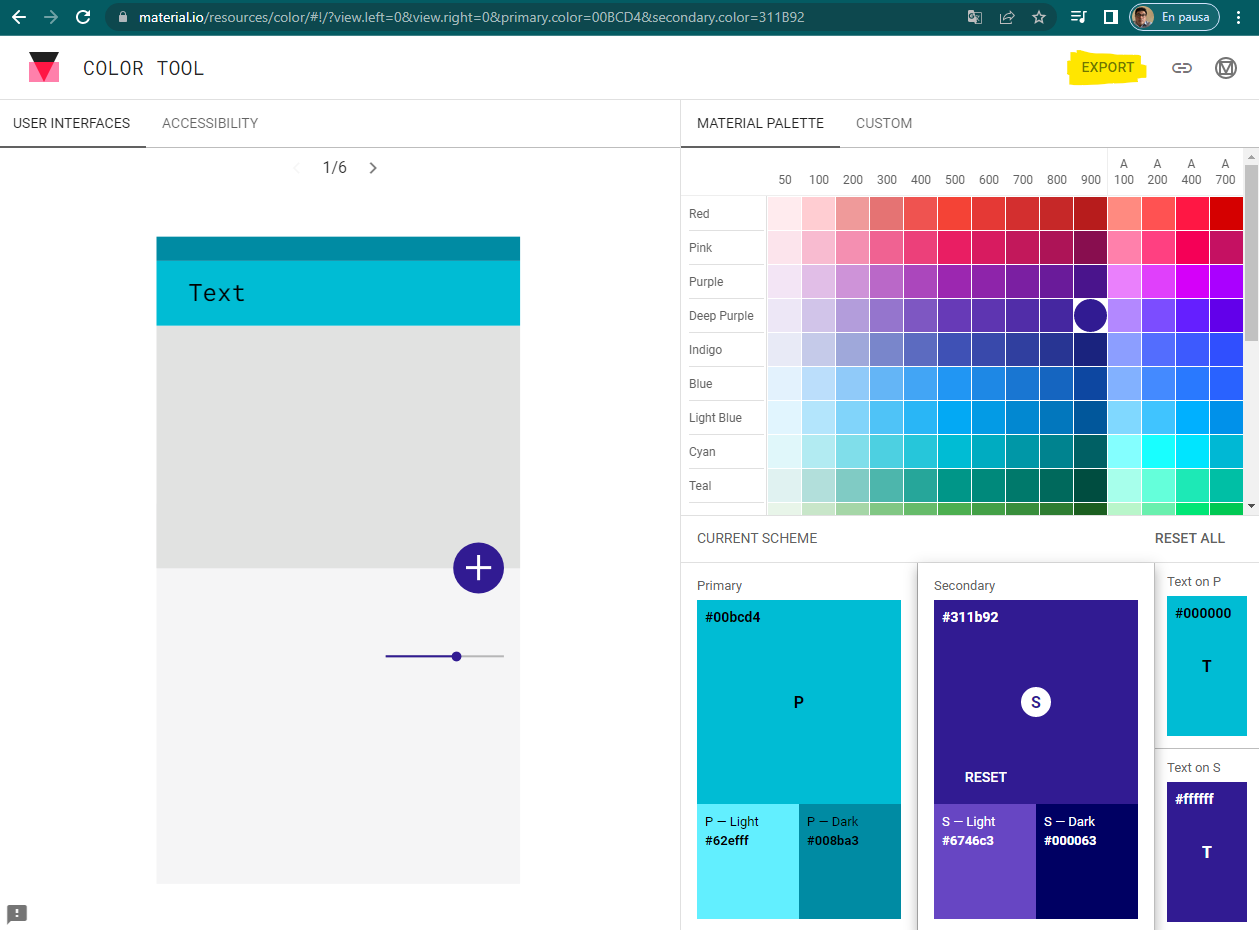 material.io/resources/color/#!/?view.left=0&view.right=0&primary.color=00BCD4&secondary.color=311B92
En pausa
COLOR TOOL
EXPORT
USER INTERFACES
ACCESSIBILITY
MATERIAL PALETTE
CUSTOM
1/6
50 100 200 300 400 500 600 700 800 900 A 100 A 200 A 400 A 700
Red
Pink
Purple
Deep Purple
Indigo
Blue
Light Blue
Cyan
Teal
Text
CURRENT SCHEME
RESET ALL
Primary
#00bcd4
P
P — Light
#62efff
P — Dark
#008ba3
Secondary
#311b92
S
RESET
S — Light
#6746c3
S — Dark
#000063
Text on P
#000000
T
Text on S
#ffffff
T